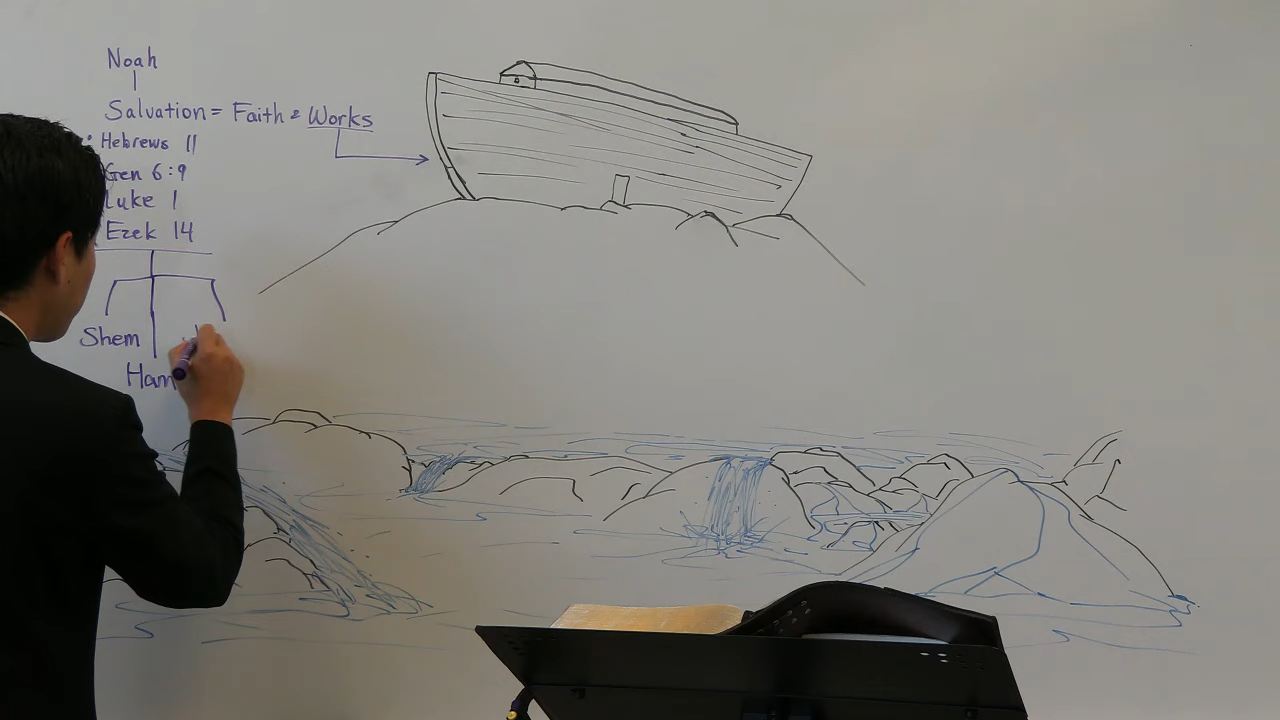 Noah
Salvation = Faith & Works
• Hebrews 11
Gen 6:9
Luke 1
Ezek 14
Shem
Ham